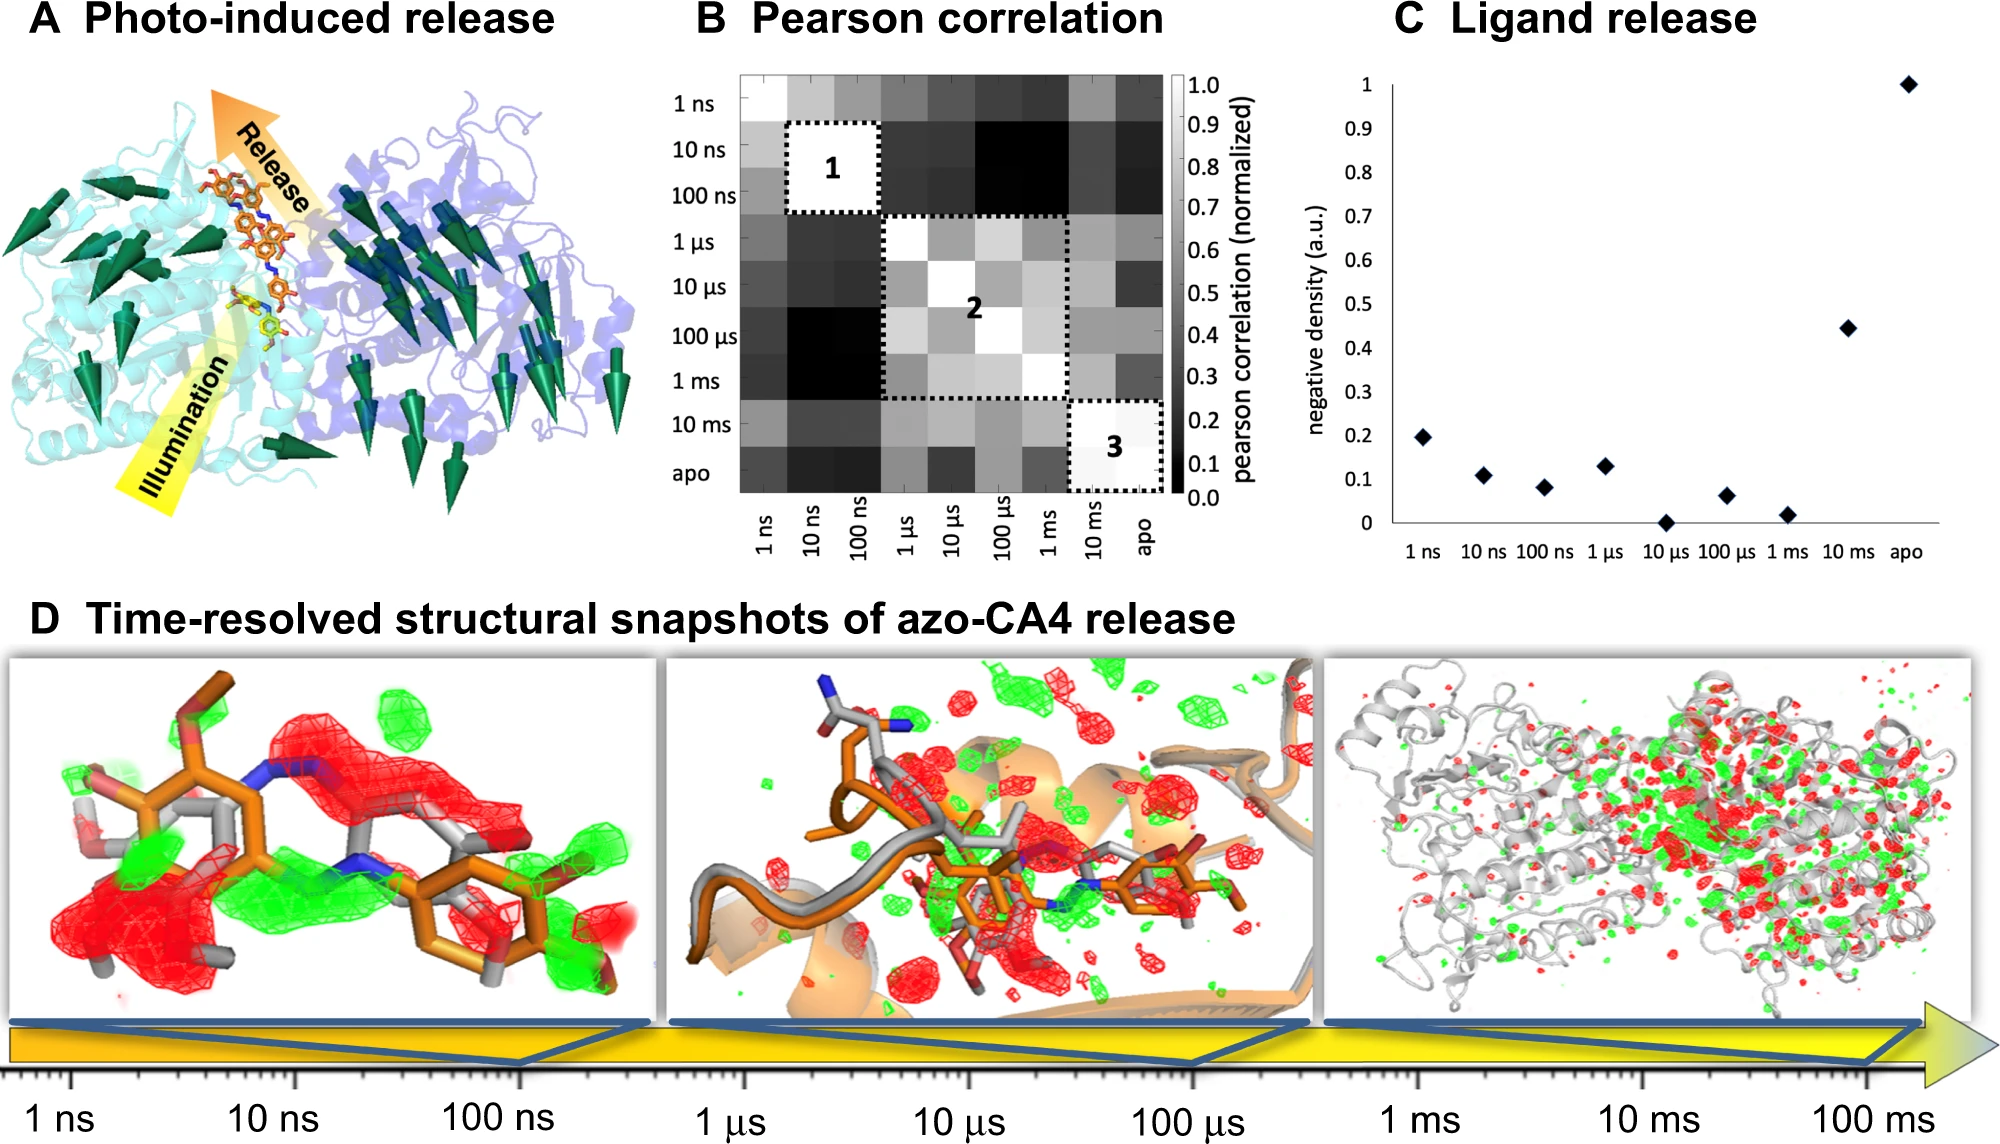 A Photo-induced release
B Pearson correlation
C Ligand release
Release
Illumination
1 ns
10 ns
100 ns
1 µs
10 µs
100 µs
1 ms
10 ms
apo
1
2
3
1 ns
10 ns
100 ns
1 µs
10 µs
100 µs
1 ms
10 ms
apo
1.0
0.9
0.8
0.7
0.6
0.5
0.4
0.3
0.2
0.1
0.0
pearson correlation (normalized)
negative density (a.u.)
1
0.9
0.8
0.7
0.6
0.5
0.4
0.3
0.2
0.1
0
1 ns
10 ns
100 ns
1 µs
10 µs
100 µs
1 ms
10 ms
apo
D Time-resolved structural snapshots of azo-CA4 release
1 ns
10 ns
100 ns
1 µs
10 µs
100 µs
1 ms
10 ms
100 ms